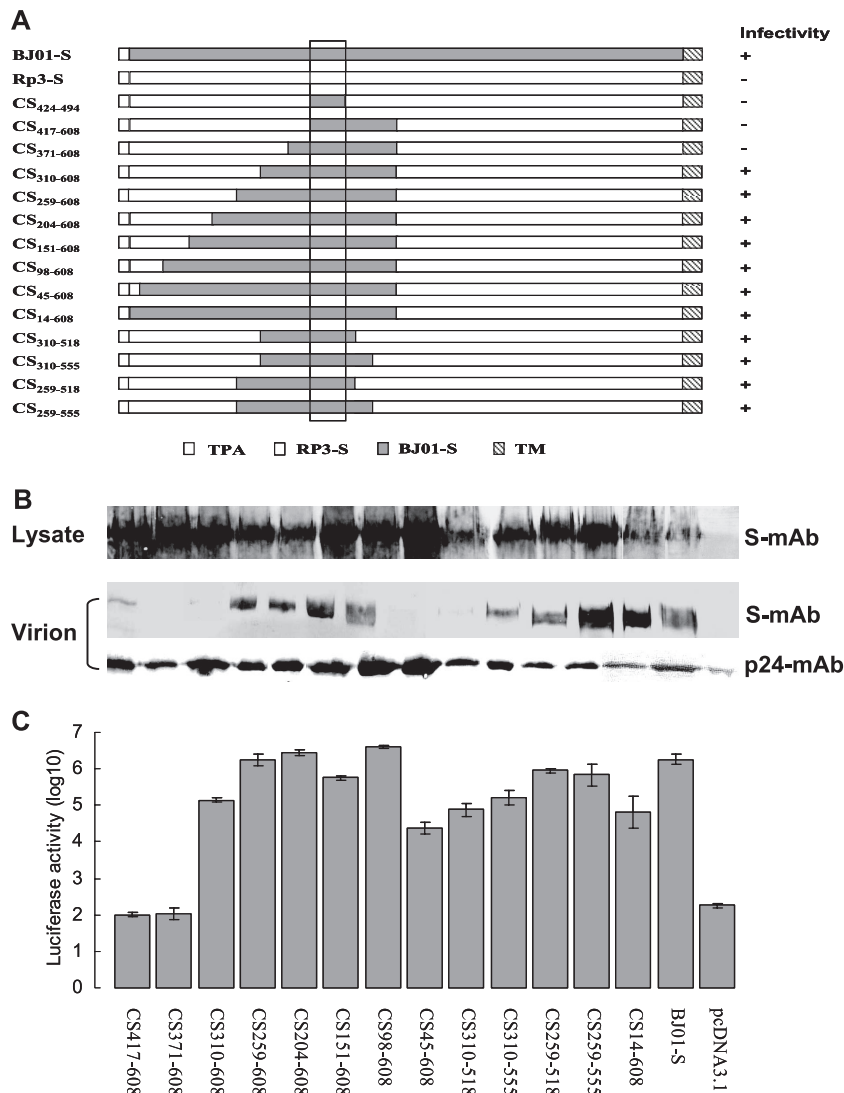 A
Infectivity
BJ01-S +
Rp3-S -
CS424-494 -
CS417-608 -
CS371-608 -
CS310-608 +
CS259-608 +
CS204-608 +
CS151-608 +
CS98-608 +
CS45-608 +
CS14-608 +
CS310-518 +
CS310-555 +
CS259-518 +
CS259-555 +
TPA RP3-S BJ01-S TM
B
Lysate S-mAb
Virion S-mAb
p24-mAb
C
Luciferase activity (log10)
7
6
5
4
3
2
1
0
CS417-608
CS371-608
CS310-608
CS259-608
CS204-608
CS151-608
CS98-608
CS45-608
CS310-518
CS310-555
CS259-518
CS259-555
CS14-608
BJ01-S
pcDNA3.1